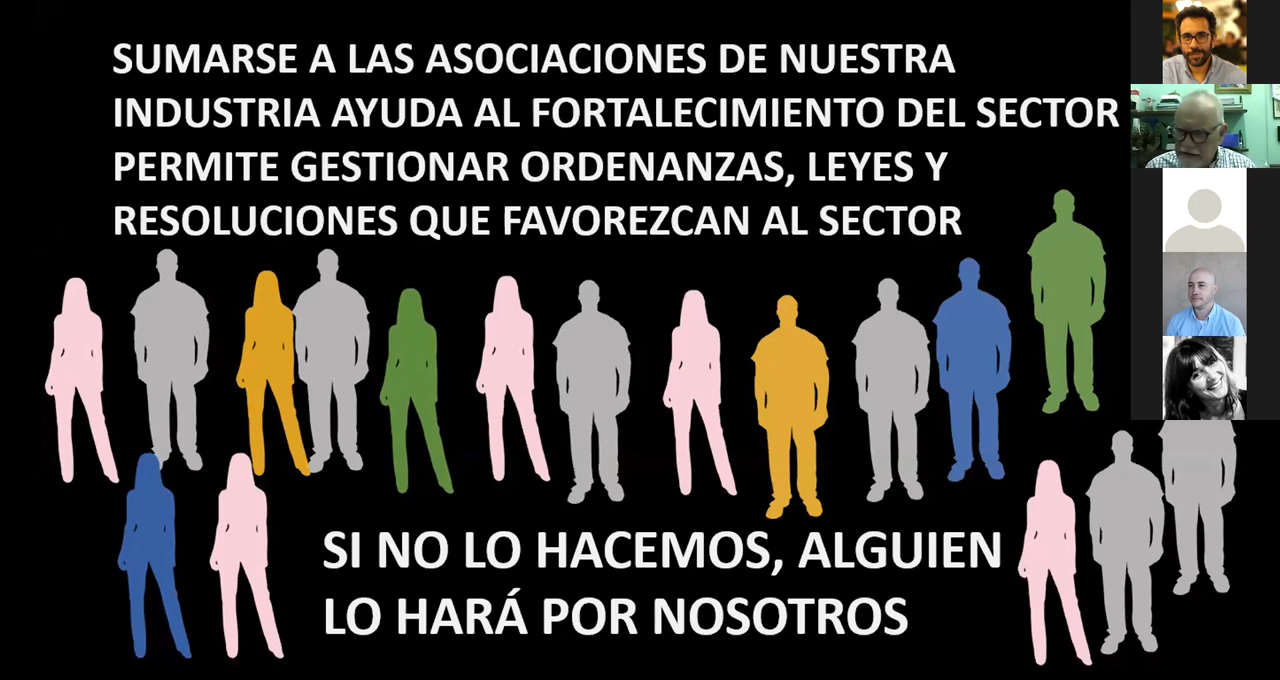 SUMARSE A LAS ASOCIACIONES DE NUESTRA
INDUSTRIA AYUDA AL FORTALECIMIENTO DEL SECTOR
PERMITE GESTIONAR ORDENANZAS, LEYES Y
RESOLUCIONES QUE FAVOREZCAN AL SECTOR
SI NO LO HACEMOS, ALGUIEN
LO HARÁ POR NOSOTROS